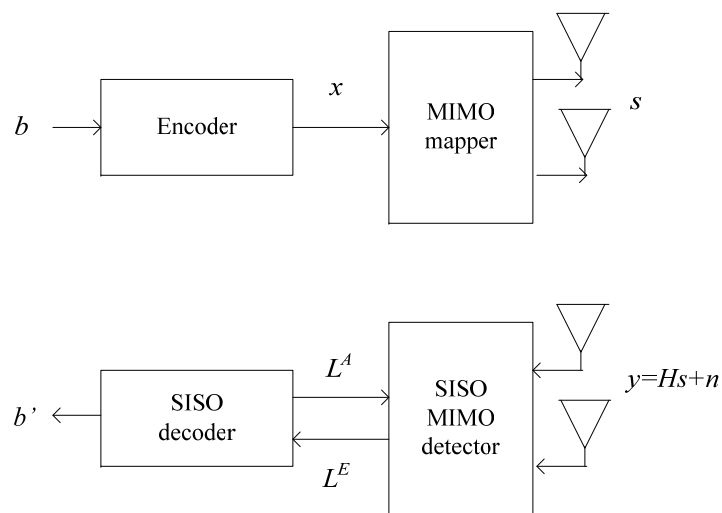 b
Encoder
x
MIMO
mapper
s
b’
SISO
decoder
L^A
L^E
SISO
MIMO
detector
y=Hs+n